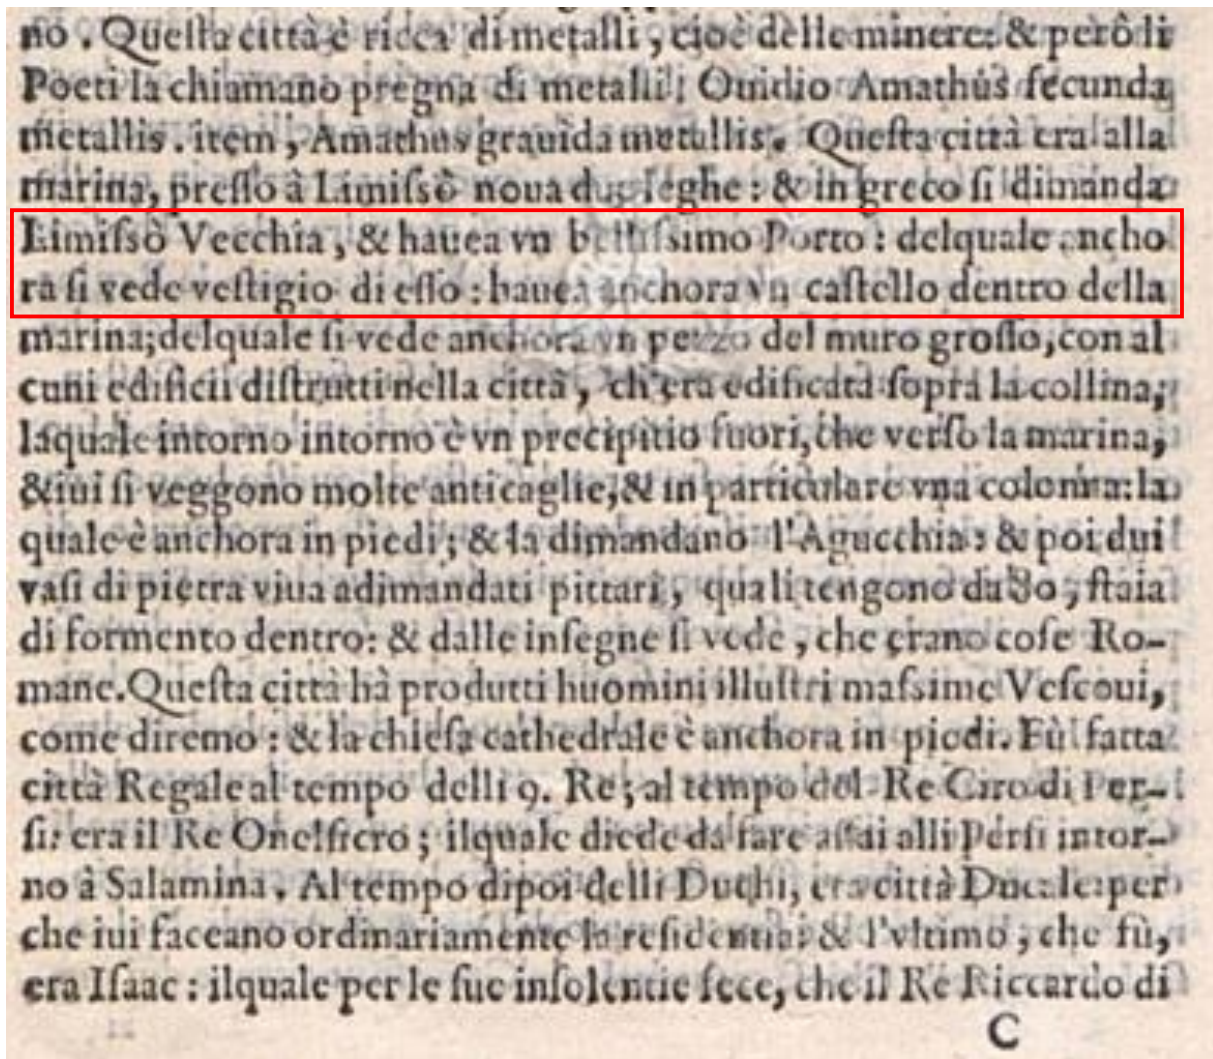 no. Questa città è ricca di metalli, cioè delle minere: & però li
Poeti la chiamano pregna di metalli; Ouidio Amathus fecunda
metallis. item, Amathus grauida metallis. Questa città era alla
marina, presso à Limissò noua due leghe: & in greco si dimanda
Limissò Vecchia, & hauea vn bellissimo Porto: delquale ancho
ra si vede vestigio di esso: hauea anchora vn castello dentro della
marina; delquale si vede anchora vn pezzo del muro grosso, con al
cuni edificii distrutti nella città, ch'era edificata sopra la collina,
laquale intorno intorno è vn precipitio fuori, che verso la marina,
& iui si veggono molte anticaglie, & in particulare vna colonna: la
quale è anchora in piedi; & la dimandano l'Agucchia: & poi dui
vasi di pietra viua adimandati pittari, quali tengono da 80, staia
di formento dentro: & dalle insegne si vede, che erano cose Ro-
mane. Questa città hà produtti huomini illustri massime Vescoui,
come diremo: & la chiesa cathedrale è anchora in piedi. Fù fatta
città Regale al tempo delli 9. Re; al tempo del Re Ciro di Per-
si: era il Re Onelsicro; ilquale diede da fare assai alli Persi intor-
no à Salamina. Al tempo dipoi delli Duchi, era città Ducale: per
che iui faceano ordinariamente la residentia: & l'vltimo, che fù,
era Isaac: ilquale per le sue insolentie fece, che il Re Riccardo di
C